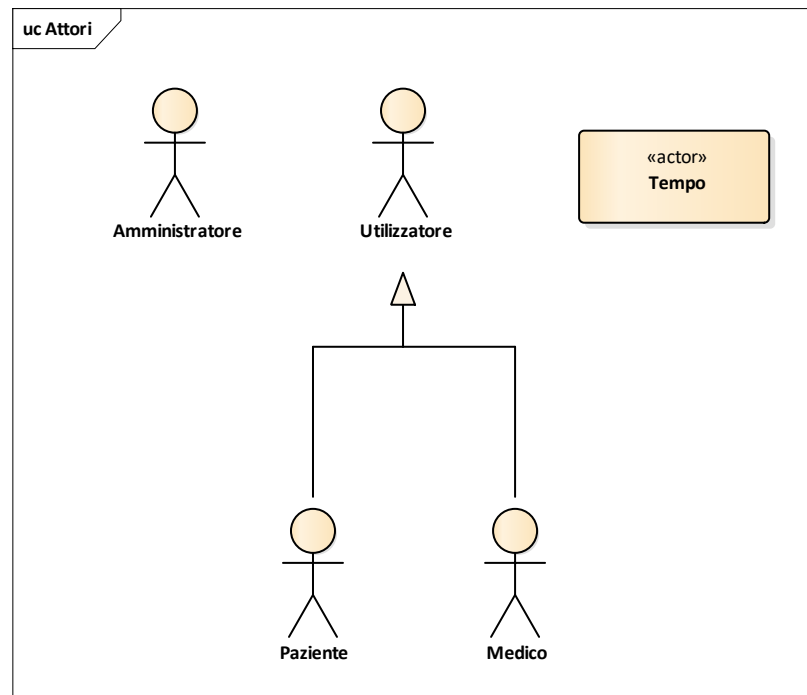 uc Attori
Amministratore
Utilizzatore
«actor»
Tempo
Paziente
Medico